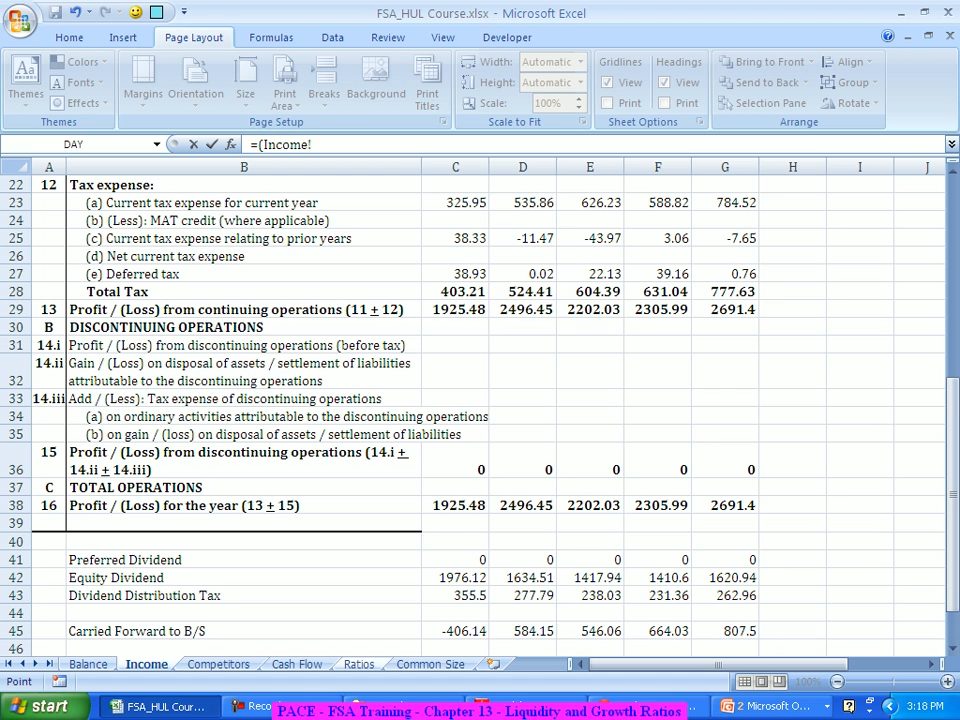 FSA_HUL Course.xlsx - Microsoft Excel
Home Insert Page Layout Formulas Data Review View Developer
Colors
Fonts
Effects
Themes Margins Orientation Size Print Area Breaks Background Print Titles
Width: Automatic
Height: Automatic
Scale: 100%
Gridlines Headings
View View
Print Print
Bring to Front Align
Send to Back Group
Selection Pane Rotate
Themes Page Setup Scale to Fit Sheet Options Arrange
DAY fx =(Income!
A B C D E F G H I J
22 12 Tax expense:
23 (a) Current tax expense for current year 325.95 535.86 626.23 588.82 784.52
24 (b) (Less): MAT credit (where applicable)
25 (c) Current tax expense relating to prior years 38.33 -11.47 -43.97 3.06 -7.65
26 (d) Net current tax expense
27 (e) Deferred tax 38.93 0.02 22.13 39.16 0.76
28 Total Tax 403.21 524.41 604.39 631.04 777.63
29 13 Profit / (Loss) from continuing operations (11 + 12) 1925.48 2496.45 2202.03 2305.99 2691.4
30 B DISCONTINUING OPERATIONS
31 14.i Profit / (Loss) from discontinuing operations (before tax)
14.ii Gain / (Loss) on disposal of assets / settlement of liabilities
32 attributable to the discontinuing operations
33 14.iii Add / (Less): Tax expense of discontinuing operations
34 (a) on ordinary activities attributable to the discontinuing operations
35 (b) on gain / (loss) on disposal of assets / settlement of liabilities
15 Profit / (Loss) from discontinuing operations (14.i +
36 14.ii + 14.iii) 0 0 0 0 0
37 C TOTAL OPERATIONS
38 16 Profit / (Loss) for the year (13 + 15) 1925.48 2496.45 2202.03 2305.99 2691.4
39
40
41 Preferred Dividend 0 0 0 0 0
42 Equity Dividend 1976.12 1634.51 1417.94 1410.6 1620.94
43 Dividend Distribution Tax 355.5 277.79 238.03 231.36 262.96
44
45 Carried Forward to B/S -406.14 584.15 546.06 664.03 807.5
46
Balance Income Competitors Cash Flow Ratios Common Size
Point 100%
start FSA_HUL Cour... Reco 2 Microsoft O... 3:18 PM
PACE - FSA Training - Chapter 13 - Liquidity and Growth Ratios